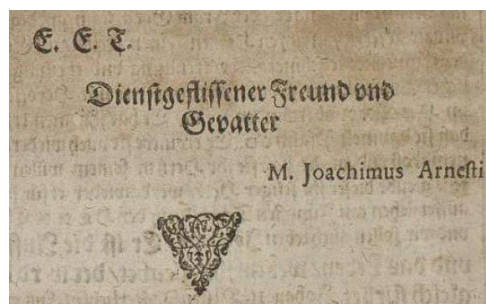 E. E. T.
Dienstgeflissener Freund vnd
Gevatter
M. Joachimus Arnesti